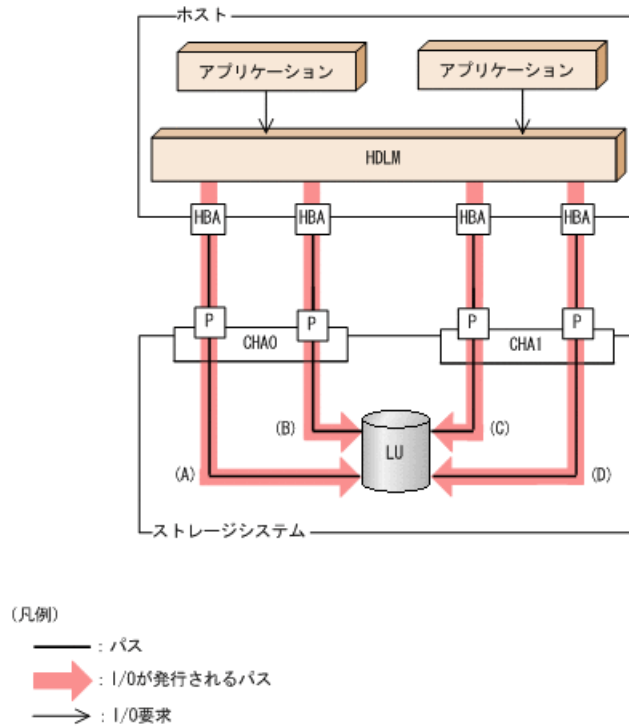 ホスト
アプリケーション
アプリケーション
HDLM
HBA
HBA
HBA
HBA
P
P
P
P
CHA0
CHA1
(B)
(C)
LU
(A)
(D)
ストレージシステム
(凡例)
: パス
: I/Oが発行されるパス
: I/O要求